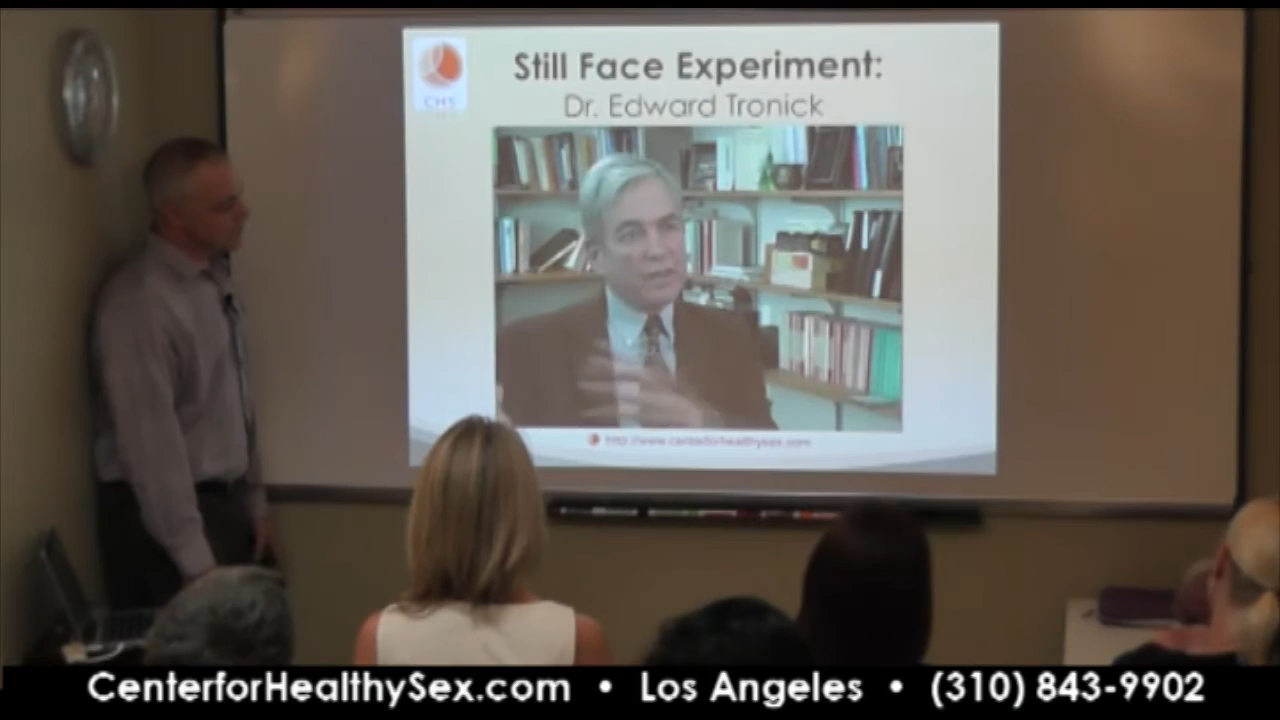 Still Face Experiment:
CHS
Dr. Edward Tronick
http://www.centerforhealthysex.com
CenterforHealthySex.com • Los Angeles • (310) 843-9902